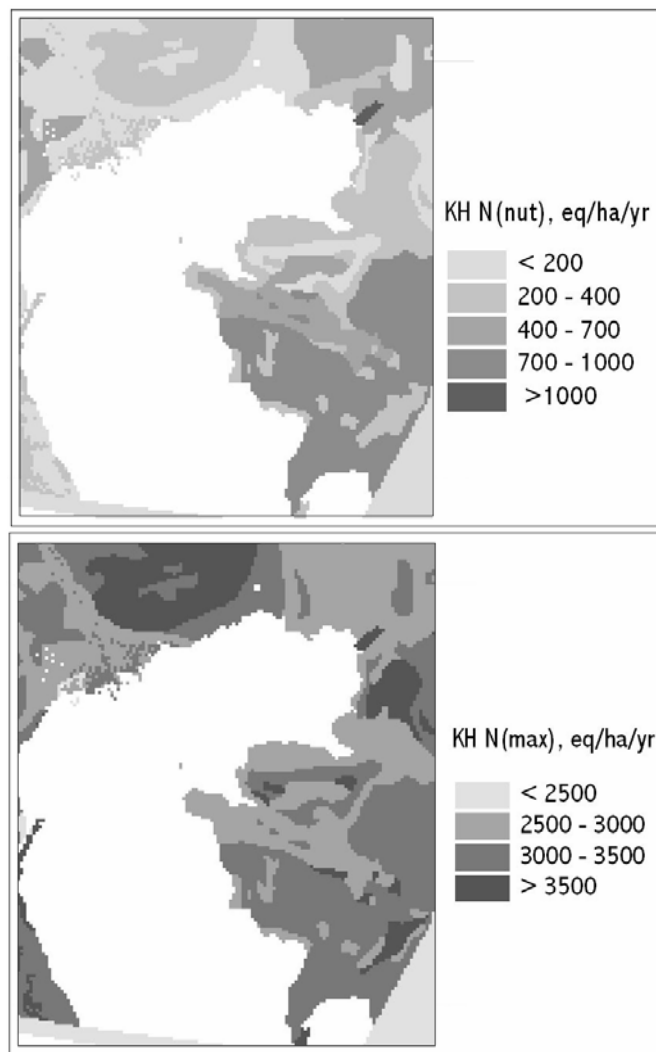 KH N(nut), eq/ha/yr
< 200
200 - 400
400 - 700
700 - 1000
>1000
KH N(max), eq/ha/yr
< 2500
2500 - 3000
3000 - 3500
> 3500